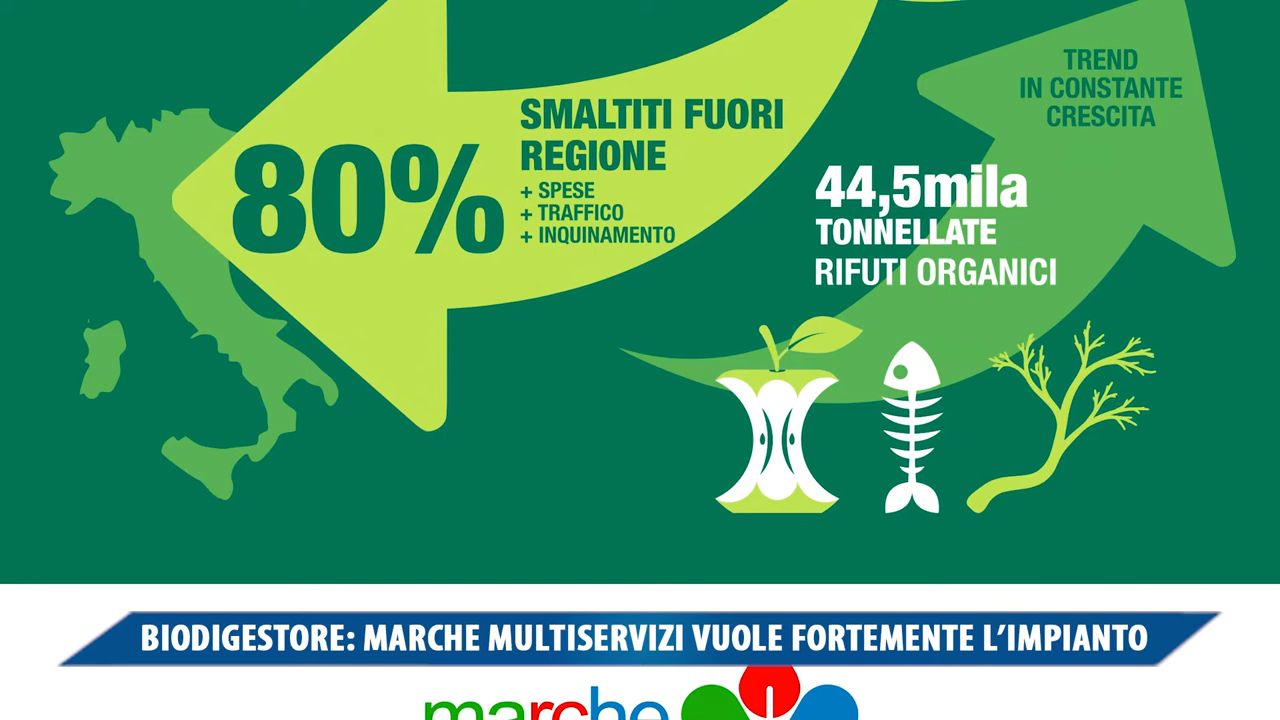 80%
SMALTITI FUORI
REGIONE
+ SPESE
+ TRAFFICO
+ INQUINAMENTO
TREND
IN CONSTANTE
CRESCITA
44,5mila
TONNELLATE
RIFUTI ORGANICI
BIODIGESTORE: MARCHE MULTISERVIZI VUOLE FORTEMENTE L'IMPIANTO
marche